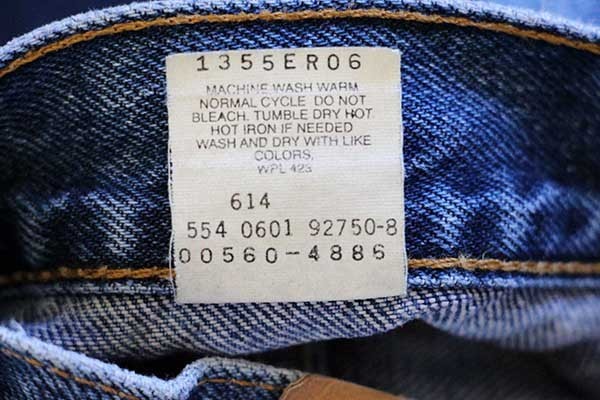 1355ER06
MACHINE WASH WARM
NORMAL CYCLE DO NOT
BLEACH. TUMBLE DRY HOT.
HOT IRON IF NEEDED
WASH AND DRY WITH LIKE
COLORS.
WPL 423
614
554 0601 92750-8
00560-4886